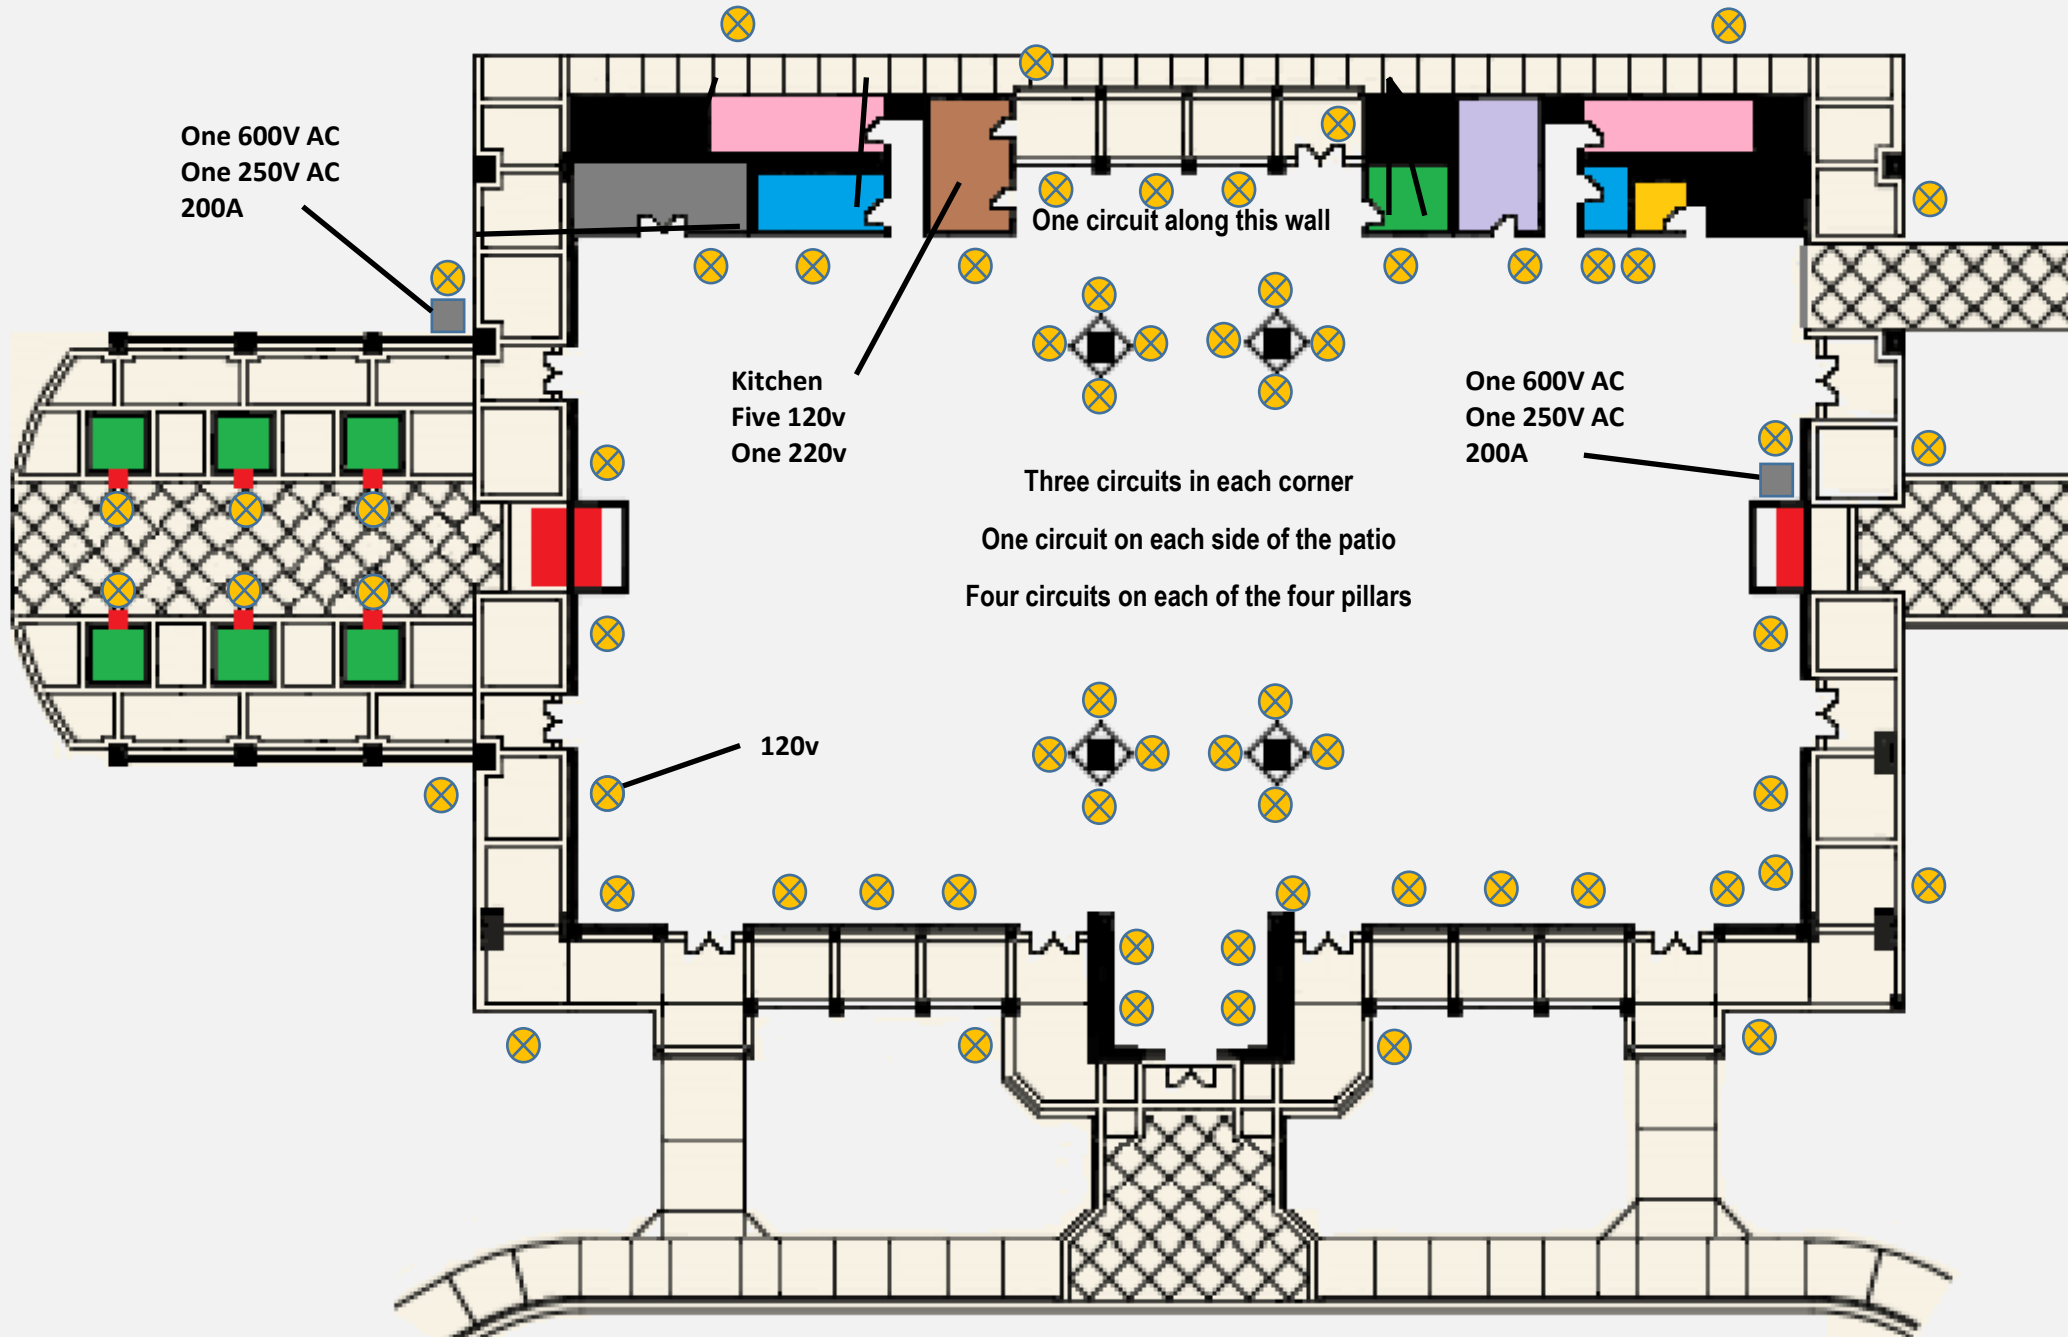 One 600V AC
One 250V AC
200A
One circuit along this wall
Kitchen
Five 120v
One 220v
One 600V AC
One 250V AC
200A
Three circuits in each corner
One circuit on each side of the patio
Four circuits on each of the four pillars
120v